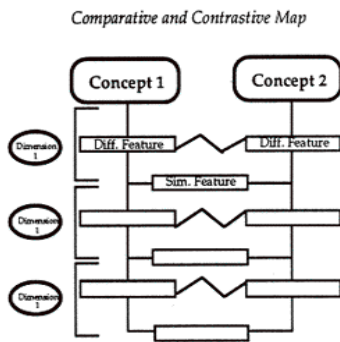 Comparative and Contrastive Map
Concept 1
Concept 2
Dimension
1
Diff. Feature
Diff. Feature
Sim. Feature
Dimension
1
Dimension
1